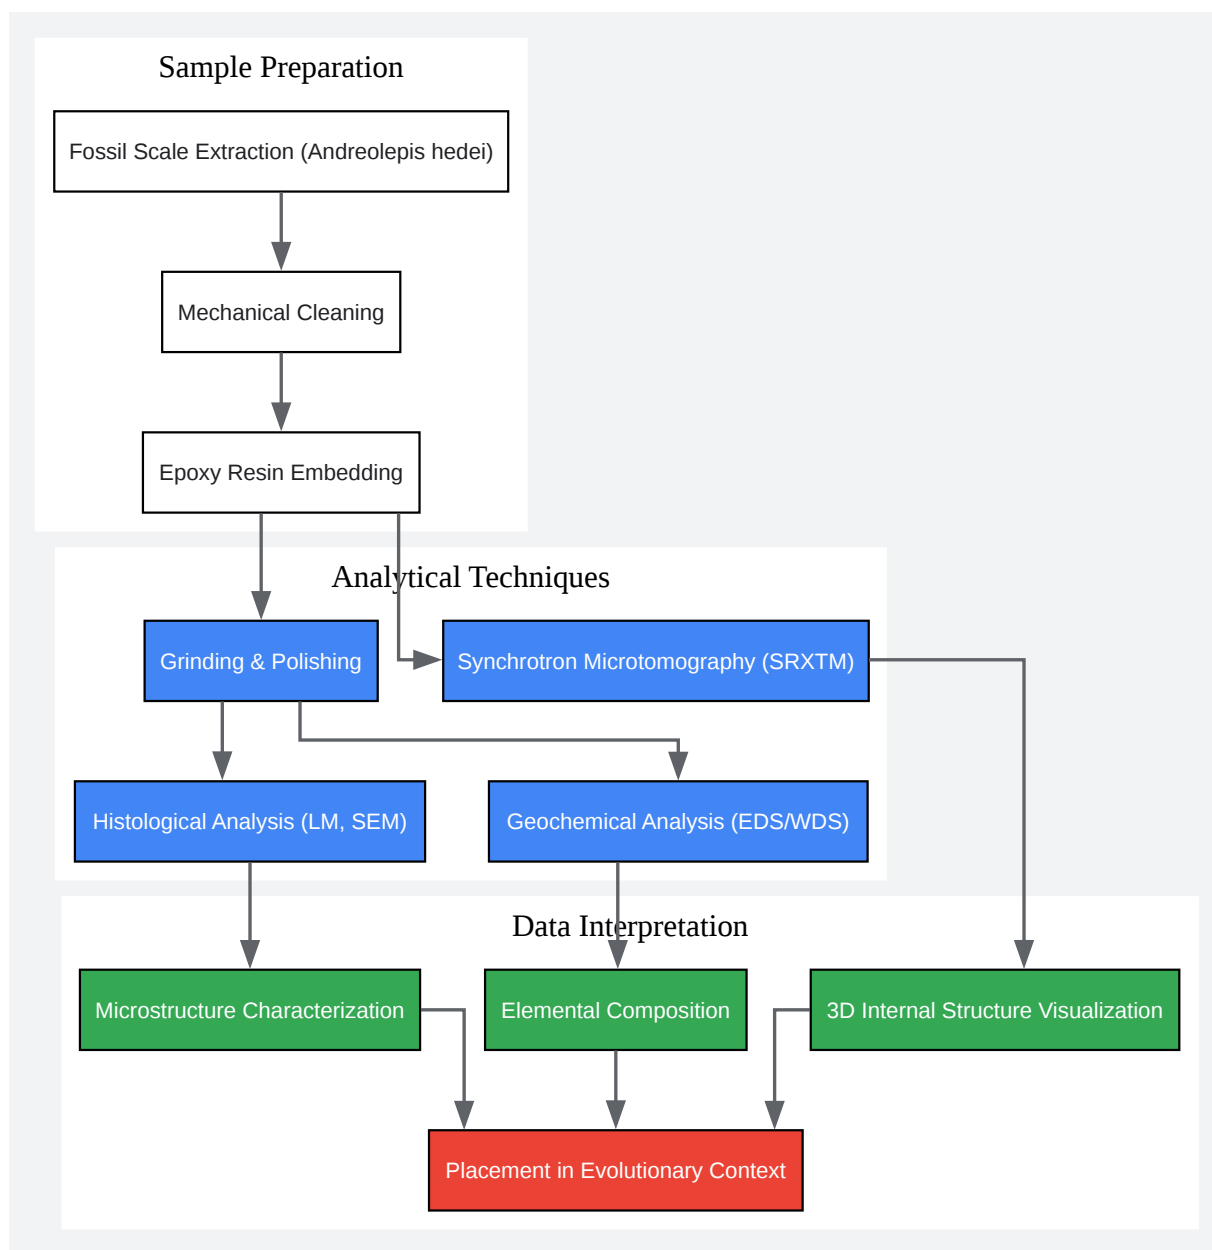 Sample Preparation
Fossil Scale Extraction (Andreolepis hedei)
Mechanical Cleaning
Epoxy Resin Embedding
Analytical Techniques
Grinding & Polishing
Synchrotron Microtomography (SRXTM)
Histological Analysis (LM, SEM)
Geochemical Analysis (EDS/WDS)
Data Interpretation
Microstructure Characterization
Elemental Composition
3D Internal Structure Visualization
Placement in Evolutionary Context